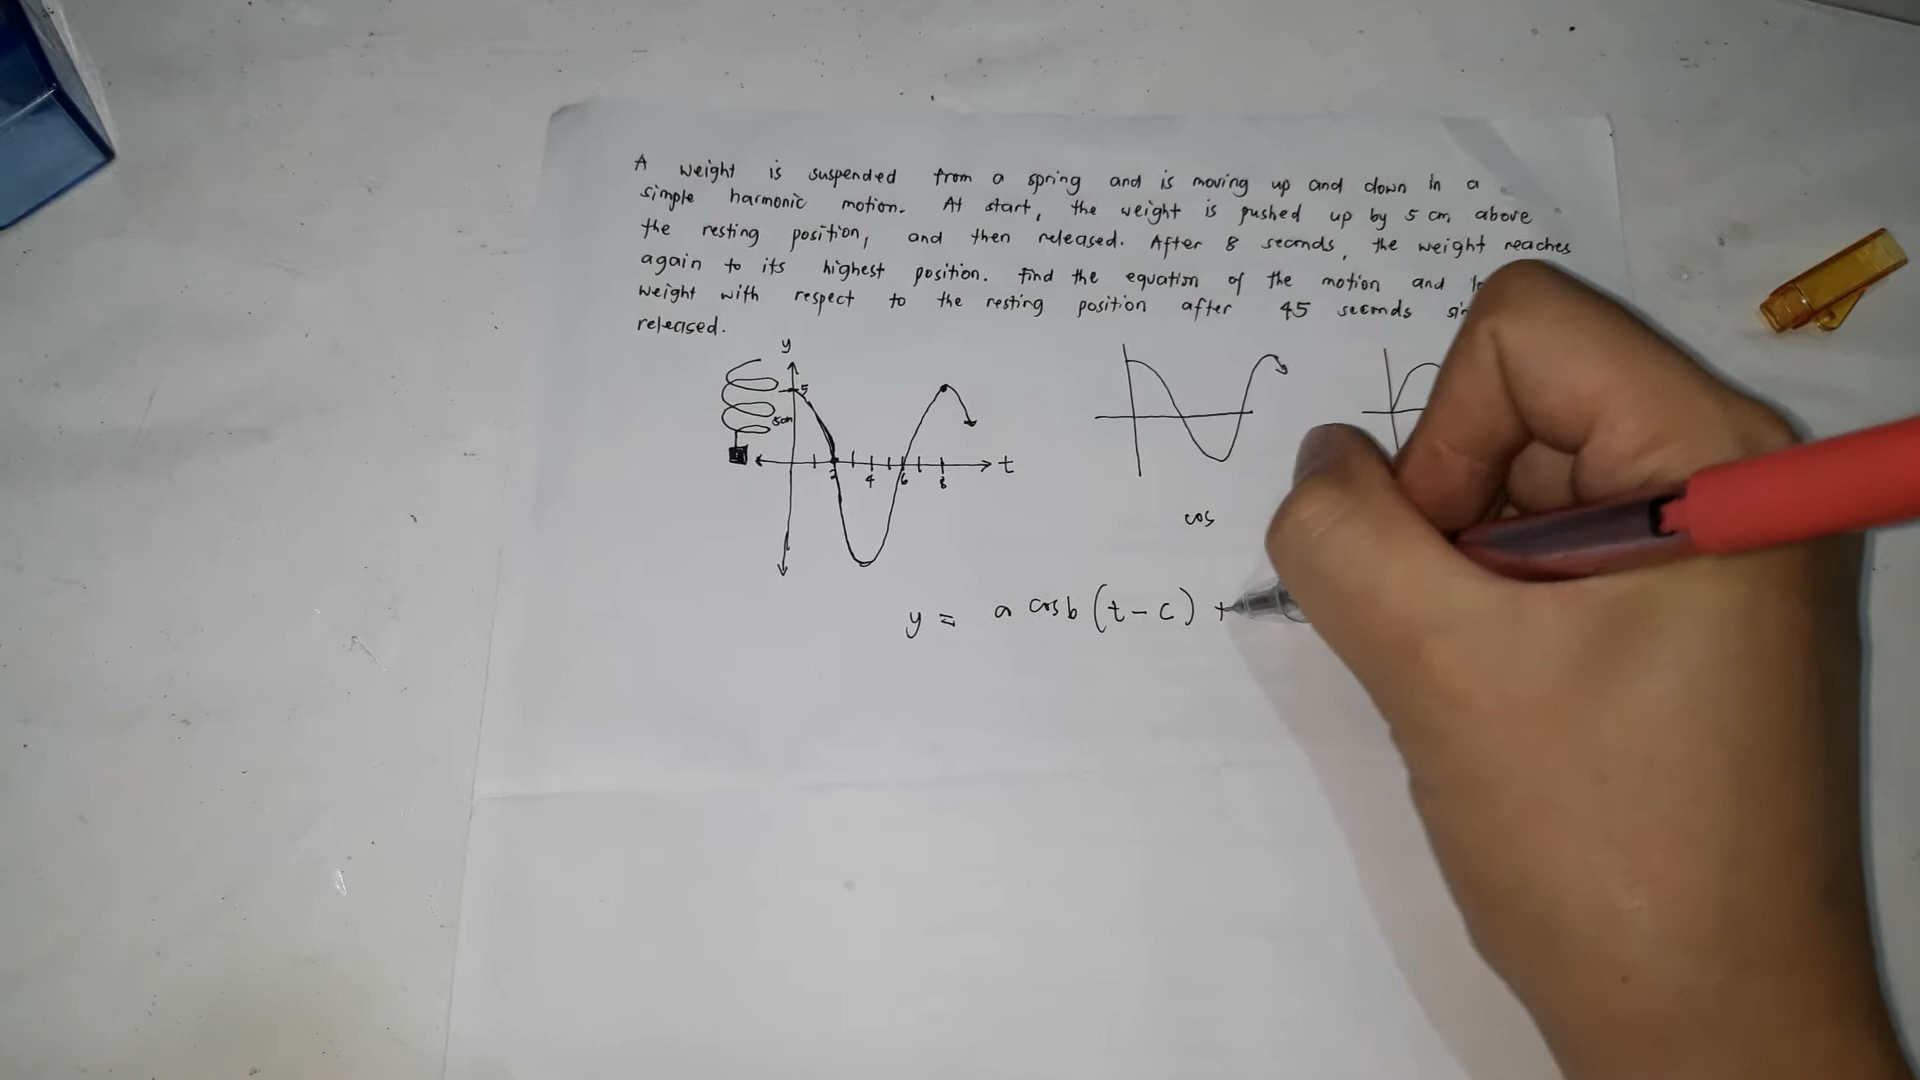 A weight is suspended from a spring and is moving up and down in a
simple harmonic motion. At start, the weight is pushed up by 5 cm above
the resting position, and then released. After 8 seconds, the weight reaches
again to its highest position. Find the equation of the motion and
weight with respect to the resting position after 45 seconds
released.
y
5
5cm
t
2 4 6 8
cos
y = a cos b (t - c) +